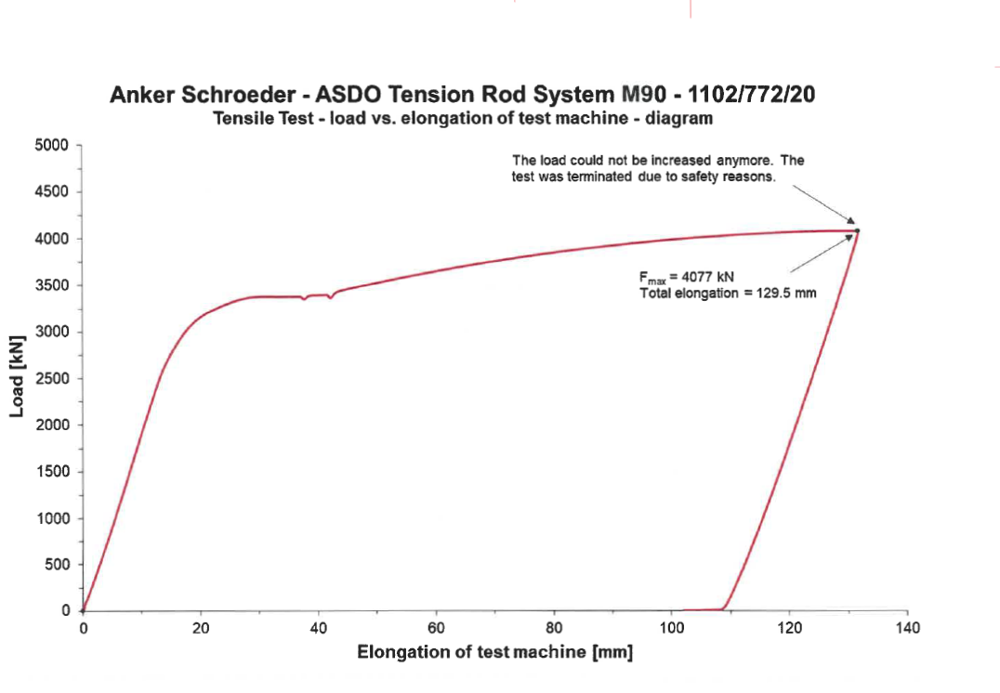 Anker Schroeder - ASDO Tension Rod System M90 - 1102/772/20
Tensile Test - load vs. elongation of test machine - diagram
5000
The load could not be increased anymore. The
test was terminated due to safety reasons.
4500
4000
Fmax = 4077 kN
Total elongation = 129.5 mm
3500
3000
Load [kN]
2500
2000
1500
1000
500
0
0 20 40 60 80 100 120 140
Elongation of test machine [mm]